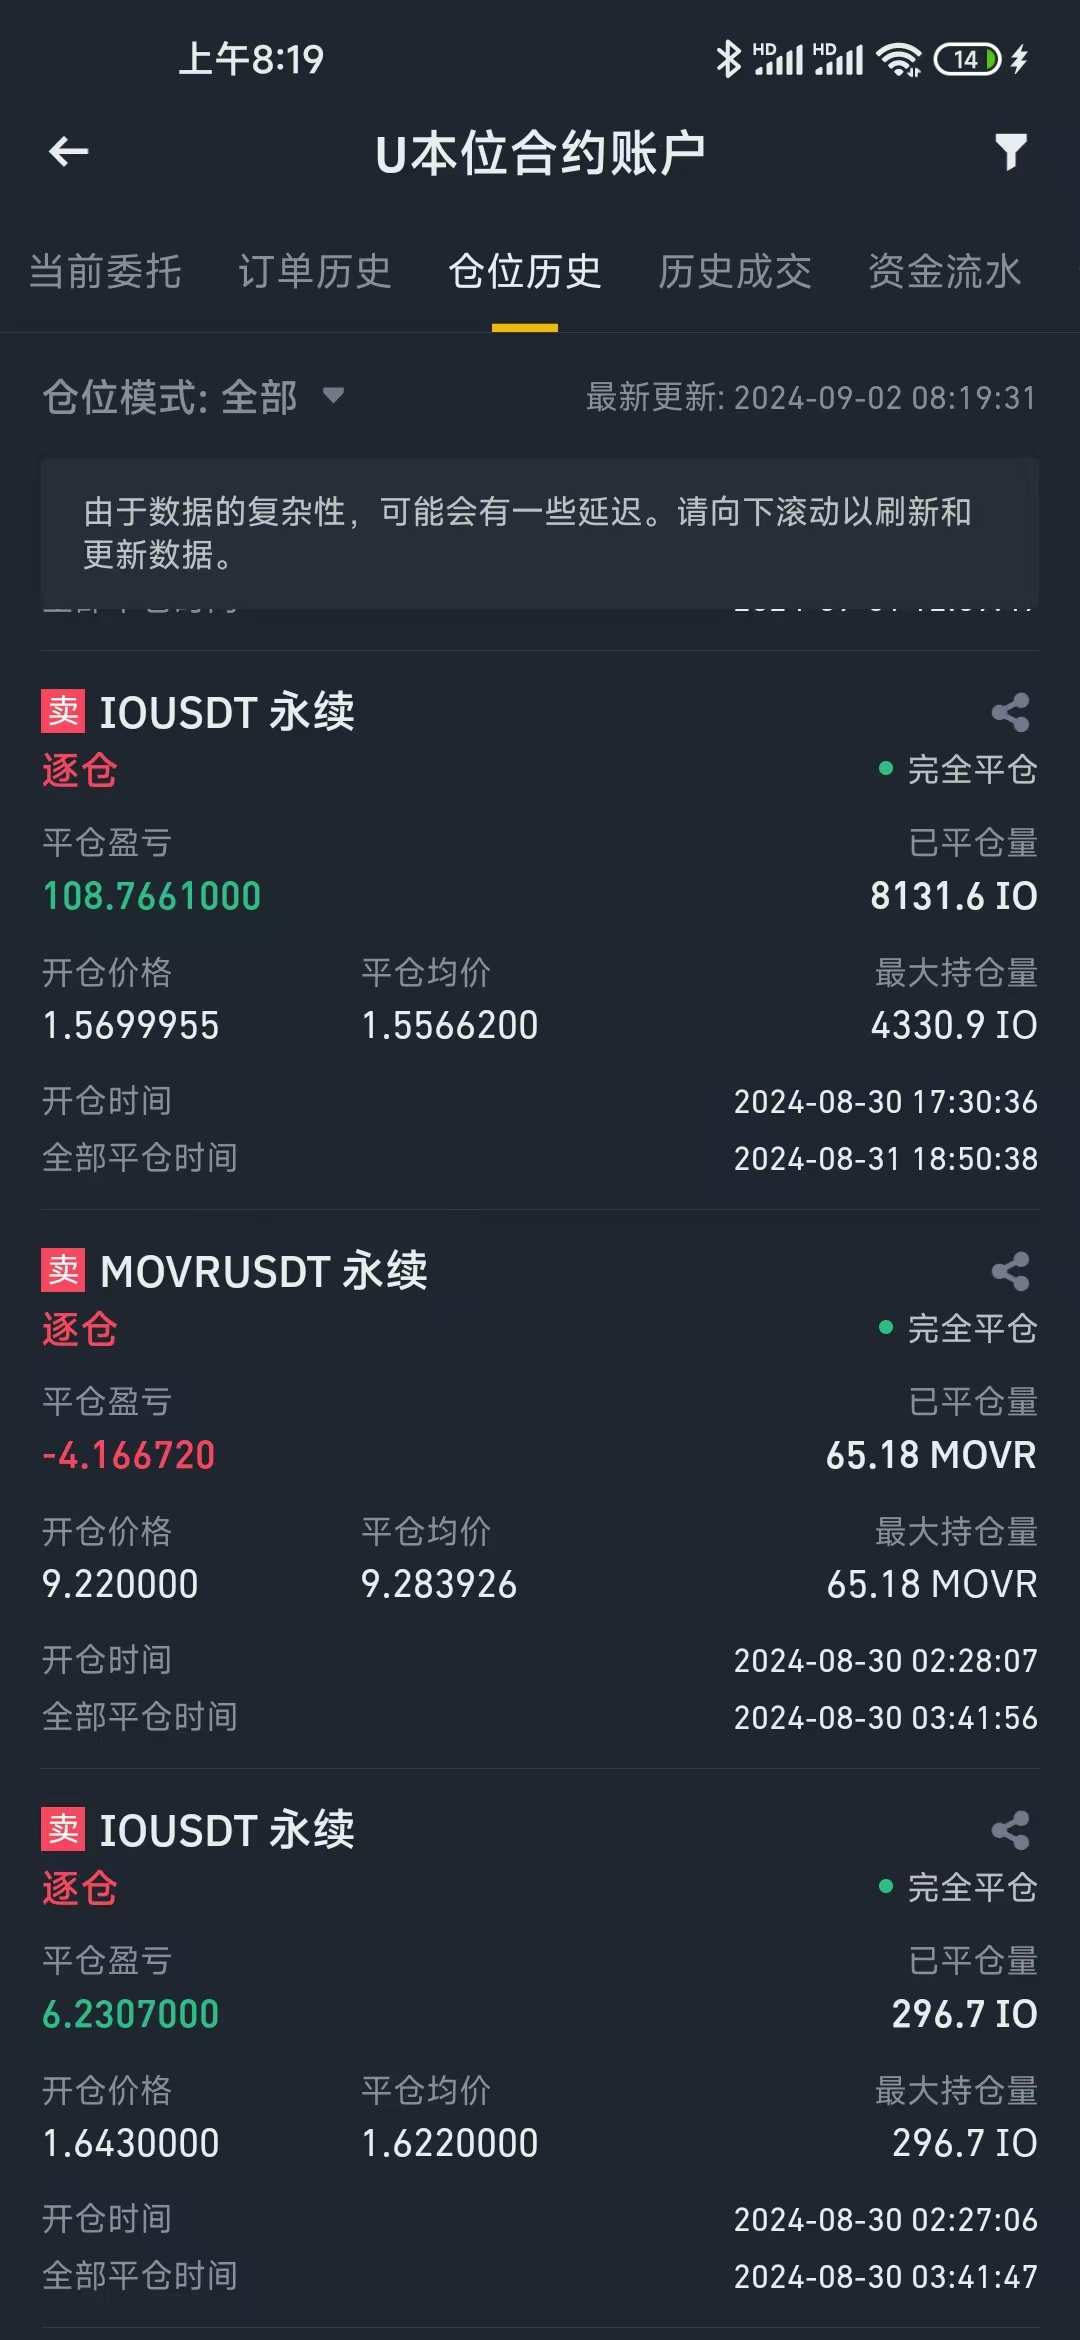 上午8:19
HD HD 14
U本位合约账户
当前委托 订单历史 仓位历史 历史成交 资金流水
仓位模式: 全部 最新更新: 2024-09-02 08:19:31
由于数据的复杂性，可能会有一些延迟。请向下滚动以刷新和
更新数据。
卖 IOUSDT 永续
逐仓 完全平仓
平仓盈亏 已平仓量
108.7661000 8131.6 IO
开仓价格 平仓均价 最大持仓量
1.5699955 1.5566200 4330.9 IO
开仓时间 2024-08-30 17:30:36
全部平仓时间 2024-08-31 18:50:38
卖 MOVRUSDT 永续
逐仓 完全平仓
平仓盈亏 已平仓量
-4.166720 65.18 MOVR
开仓价格 平仓均价 最大持仓量
9.220000 9.283926 65.18 MOVR
开仓时间 2024-08-30 02:28:07
全部平仓时间 2024-08-30 03:41:56
卖 IOUSDT 永续
逐仓 完全平仓
平仓盈亏 已平仓量
6.2307000 296.7 IO
开仓价格 平仓均价 最大持仓量
1.6430000 1.6220000 296.7 IO
开仓时间 2024-08-30 02:27:06
全部平仓时间 2024-08-30 03:41:47